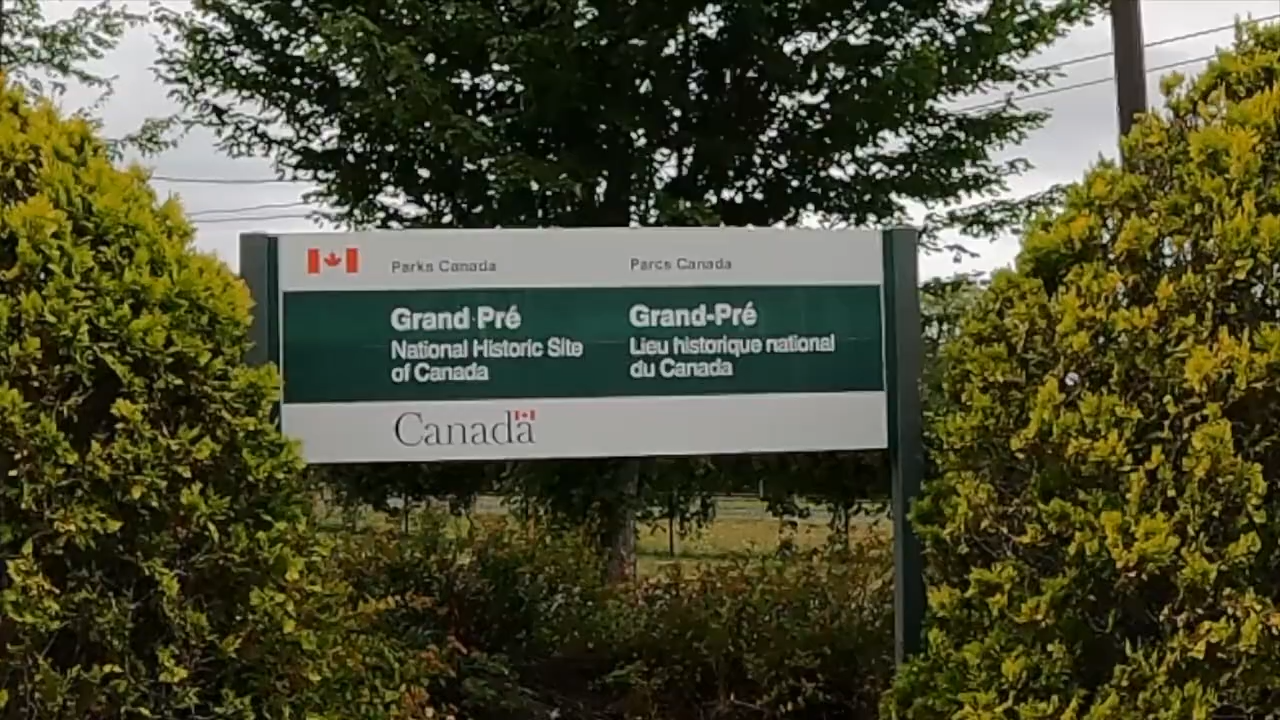 Parks Canada
Grand Pré
National Historic Site
of Canada
Parcs Canada
Grand-Pré
Lieu historique national
du Canada
Canada